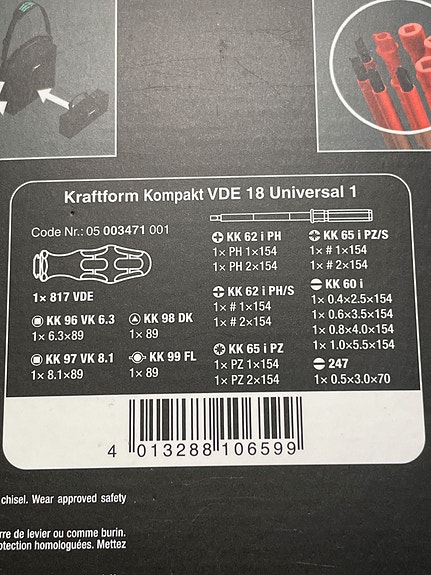 Kraftform Kompakt VDE 18 Universal 1
Code Nr.: 05 003471 001
1× 817 VDE
KK 96 VK 6.3
1× 6.3×89
KK 98 DK
1× 89
KK 97 VK 8.1
1× 8.1×89
KK 99 FL
1× 89
KK 62 i PH
1× PH 1×154
1× PH 2×154
KK 62 i PH/S
1× # 1×154
1× # 2×154
KK 65 i PZ
1× PZ 1×154
1× PZ 2×154
KK 65 i PZ/S
1× # 1×154
1× # 2×154
KK 60 i
1× 0.4×2.5×154
1× 0.6×3.5×154
1× 0.8×4.0×154
1× 1.0×5.5×154
247
1× 0.5×3.0×70
4 013288 106599
chisel. Wear approved safety
rre de levier ou comme burin.
otection homologuées. Mettez